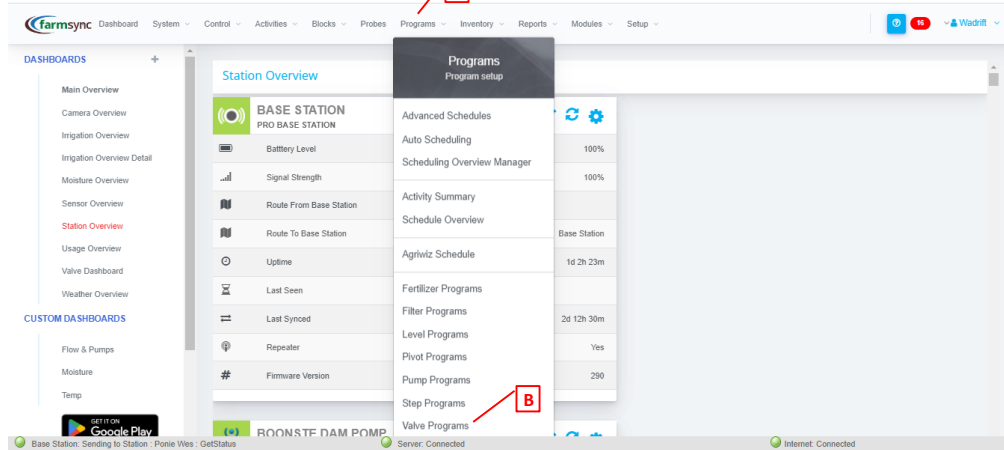 farmsync Dashboard System Control Activities Blocks Probes Programs Inventory Reports Modules Setup 16 Wadrift
DASHBOARDS +
Main Overview
Camera Overview
Irrigation Overview
Irrigation Overview Detail
Moisture Overview
Sensor Overview
Station Overview
Usage Overview
Valve Dashboard
Weather Overview
CUSTOM DASHBOARDS
Flow & Pumps
Moisture
Temp
GET IT ON
Google Play
Station Overview
BASE STATION
PRO BASE STATION
Batttery Level 100%
Signal Strength 100%
Route From Base Station
Route To Base Station Base Station
Uptime 1d 2h 23m
Last Seen
Last Synced 2d 12h 30m
Repeater Yes
# Firmware Version 290
BOONSTE DAM POMP
Programs
Program setup
Advanced Schedules
Auto Scheduling
Scheduling Overview Manager
Activity Summary
Schedule Overview
Agriwiz Schedule
Fertilizer Programs
Filter Programs
Level Programs
Pivot Programs
Pump Programs
Step Programs
B
Valve Programs
Base Station: Sending to Station : Ponie Wes : GetStatus Server: Connected Internet: Connected